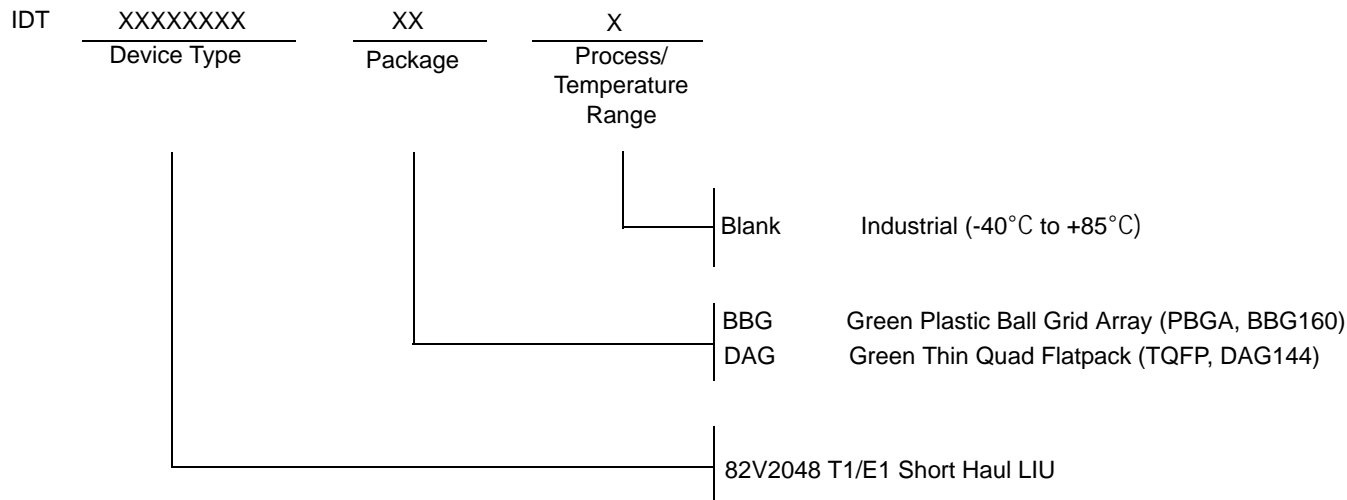 IDT XXXXXXXX XX X
Device Type Package Process/
Temperature
Range
Blank Industrial (-40°C to +85°C)
BBG Green Plastic Ball Grid Array (PBGA, BBG160)
DAG Green Thin Quad Flatpack (TQFP, DAG144)
82V2048 T1/E1 Short Haul LIU